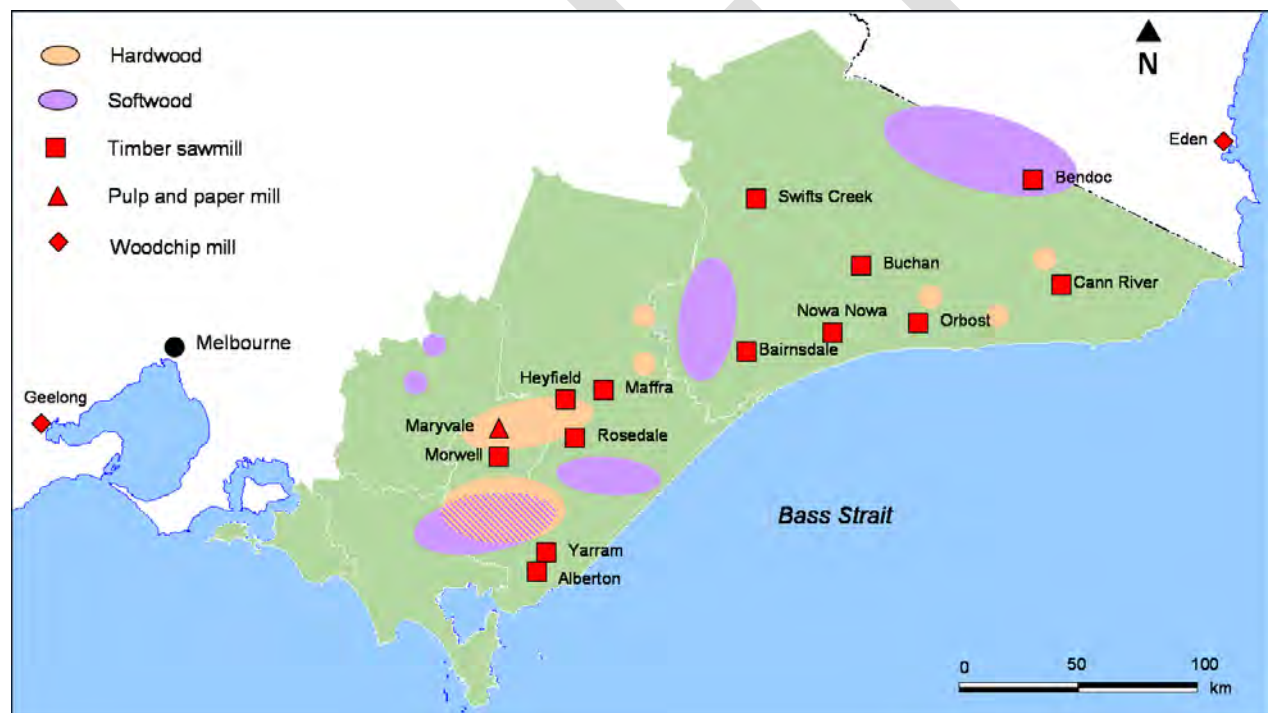 Hardwood
Softwood
Timber sawmill
Pulp and paper mill
Woodchip mill
N
Eden
Bendoc
Swifts Creek
Buchan
Cann River
Nowa Nowa
Orbost
Bairnsdale
Melbourne
Geelong
Heyfield
Maffra
Maryvale
Rosedale
Morwell
Bass Strait
Yarram
Alberton
0 50 100
km